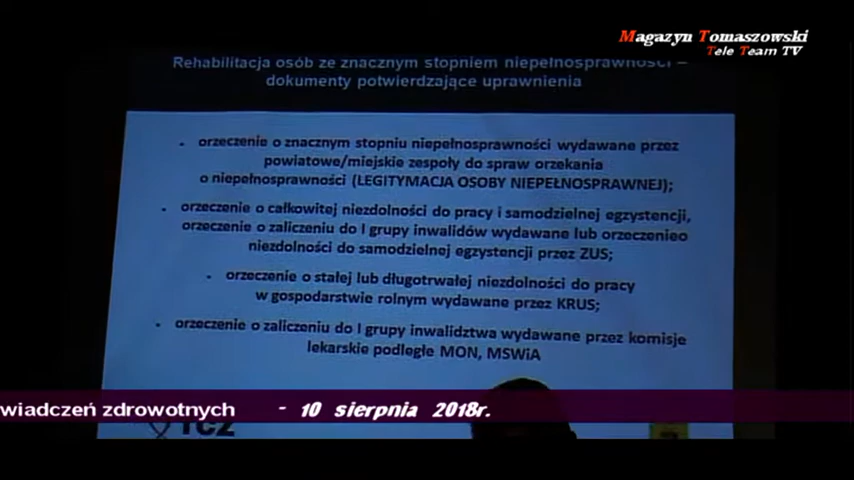 Magazyn Tomaszowski
Tele Team TV
Rehabilitacja osób ze znacznym stopniem niepełnosprawności –
dokumenty potwierdzające uprawnienia
• orzeczenie o znacznym stopniu niepełnosprawności wydawane przez
powiatowe/miejskie zespoły do spraw orzekania
o niepełnosprawności (LEGITYMACJA OSOBY NIEPEŁNOSPRAWNEJ);
• orzeczenie o całkowitej niezdolności do pracy i samodzielnej egzystencji,
orzeczenie o zaliczeniu do I grupy inwalidów wydawane lub orzeczenieo
niezdolności do samodzielnej egzystencji przez ZUS;
• orzeczenie o stałej lub długotrwałej niezdolności do pracy
w gospodarstwie rolnym wydawane przez KRUS;
• orzeczenie o zaliczeniu do I grupy inwalidztwa wydawane przez komisje
lekarskie podległe MON, MSWiA
wiadczeń zdrowotnych - 10 sierpnia 2018r.